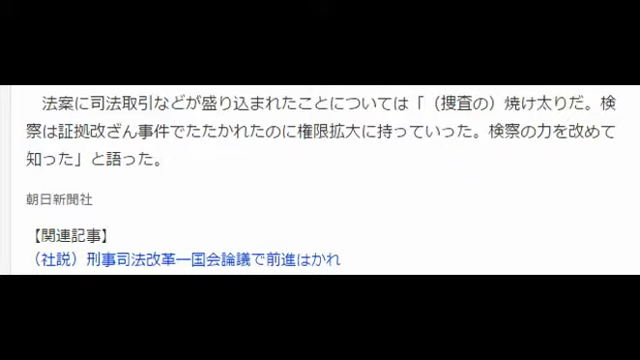 法案に司法取引などが盛り込まれたことについては「（捜査の）焼け太りだ。検
察は証拠改ざん事件でたたかれたのに権限拡大に持っていった。検察の力を改めて
知った」と語った。
朝日新聞社
【関連記事】
（社説）刑事司法改革―国会論議で前進はかれ